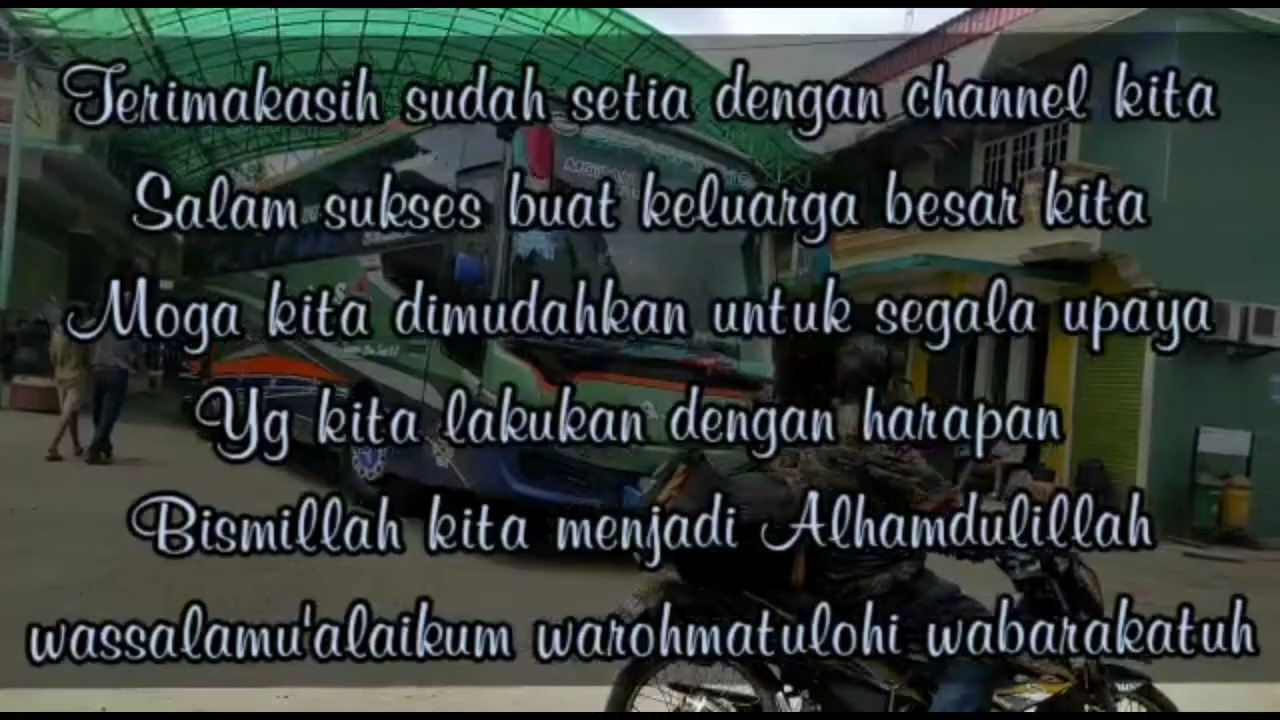 Terimakasih sudah setia dengan channel kita
Salam sukses buat keluarga besar kita
Moga kita dimudahkan untuk segala upaya
Yg kita lakukan dengan harapan
Bismillah kita menjadi Alhamdulillah
wassalamu'alaikum warohmatulohi wabarakatuh